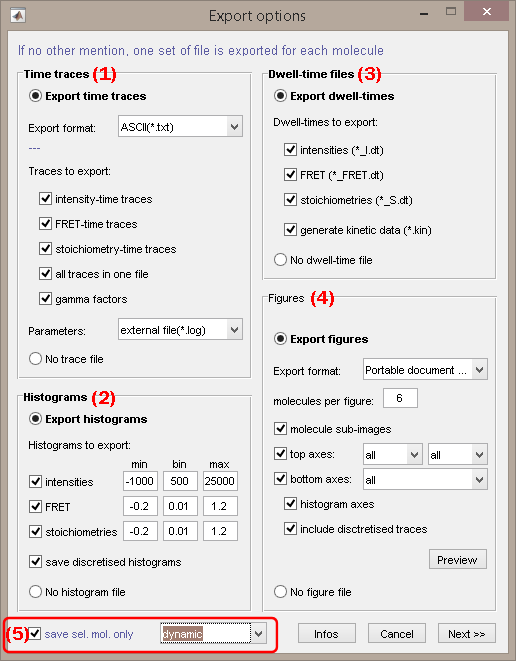 Export options
If no other mention, one set of file is exported for each molecule
Time traces (1)
Export time traces
Export format: ASCII(*.txt)
---
Traces to export:
intensity-time traces
FRET-time traces
stoichiometry-time traces
all traces in one file
gamma factors
Parameters: external file(*.log)
No trace file
Histograms (2)
Export histograms
Histograms to export:
min bin max
intensities -1000 500 25000
FRET -0.2 0.01 1.2
stoichiometries -0.2 0.01 1.2
save discretised histograms
No histogram file
Dwell-time files (3)
Export dwell-times
Dwell-times to export:
intensities (*_I.dt)
FRET (*_FRET.dt)
stoichiometries (*_S.dt)
generate kinetic data (*.kin)
No dwell-time file
Figures (4)
Export figures
Export format: Portable document ...
molecules per figure: 6
molecule sub-images
top axes: all all
bottom axes: all
histogram axes
include disctretised traces
Preview
No figure file
(5) save sel. mol. only dynamic
Infos Cancel Next >>